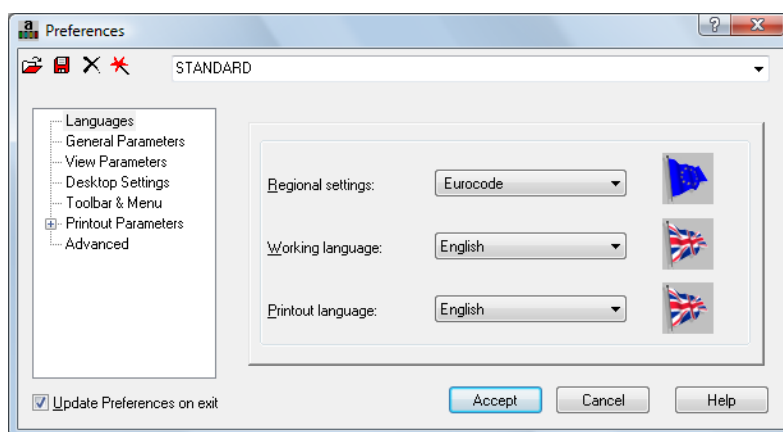 Preferences
STANDARD
Languages
General Parameters
View Parameters
Desktop Settings
Toolbar & Menu
Printout Parameters
Advanced
Regional settings: Eurocode
Working language: English
Printout language: English
Update Preferences on exit
Accept Cancel Help